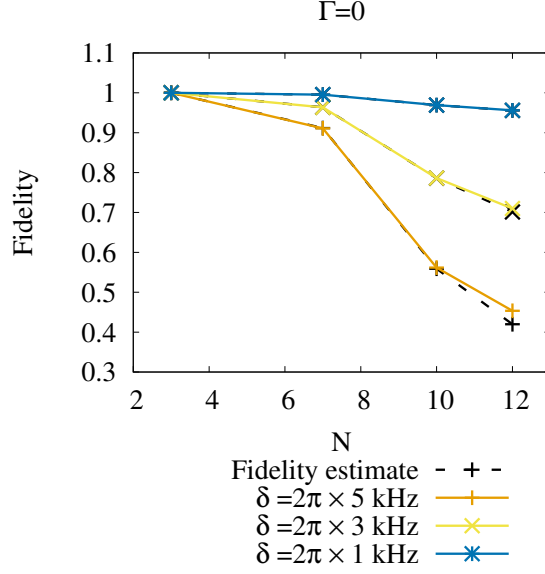 Γ=0
1.1
1
0.9
0.8
0.7
0.6
0.5
0.4
0.3
Fidelity
2 4 6 8 10 12
N
Fidelity estimate
δ =2π × 5 kHz
δ =2π × 3 kHz
δ =2π × 1 kHz